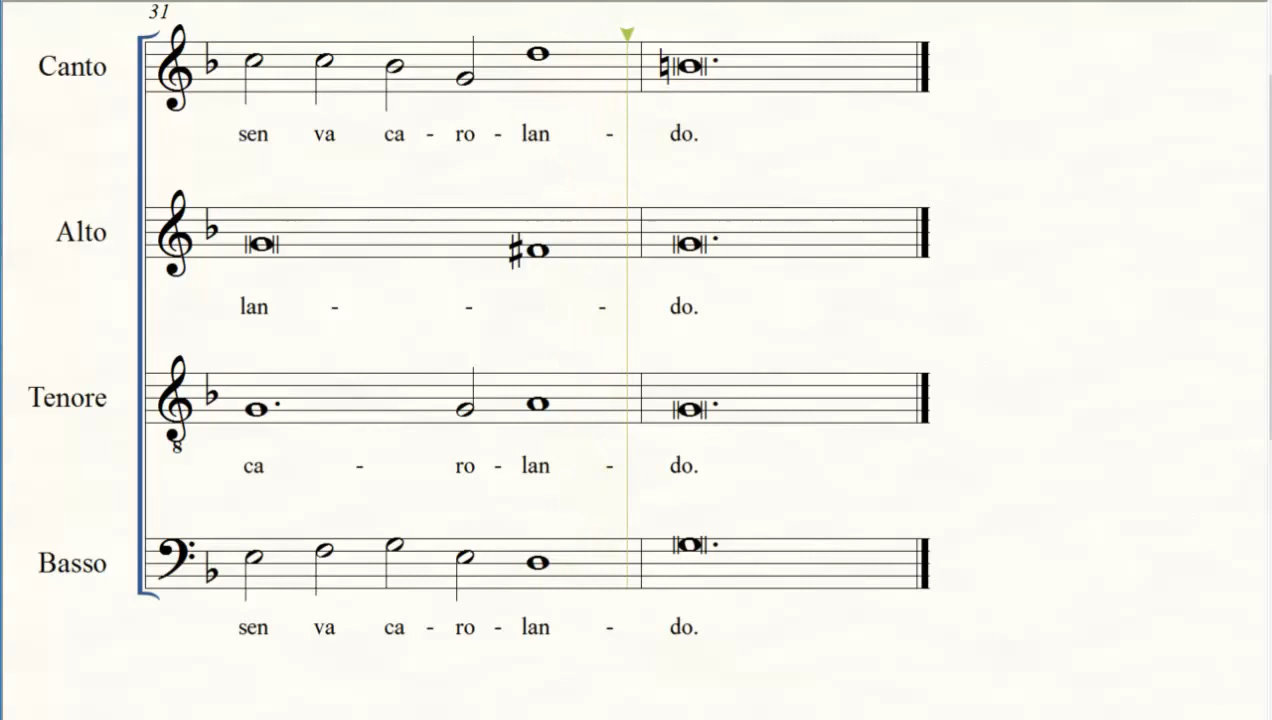 31
Canto
sen va ca - ro - lan - do.
Alto
lan - - - do.
Tenore
8
ca - ro - lan - do.
Basso
sen va ca - ro - lan - do.